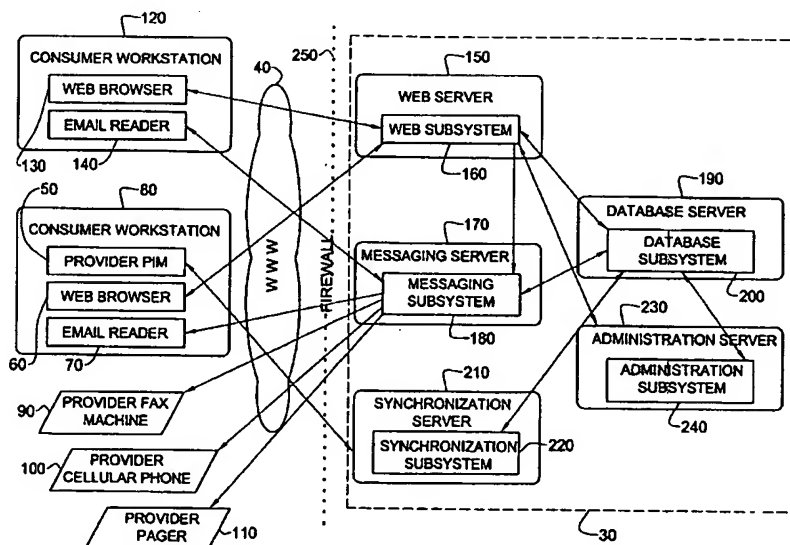 120
CONSUMER WORKSTATION
WEB BROWSER
EMAIL READER
130
140
50
80
CONSUMER WORKSTATION
PROVIDER PIM
WEB BROWSER
EMAIL READER
60
70
90
PROVIDER FAX
MACHINE
100
PROVIDER
CELLULAR PHONE
PROVIDER
PAGER
110
40
WWW
250
FIREWALL
150
WEB SERVER
WEB SUBSYSTEM
160
170
MESSAGING SERVER
MESSAGING
SUBSYSTEM
180
190
DATABASE SERVER
DATABASE
SUBSYSTEM
200
230
ADMINISTRATION SERVER
ADMINISTRATION
SUBSYSTEM
240
210
SYNCHRONIZATION
SERVER
SYNCHRONIZATION
SUBSYSTEM
220
30